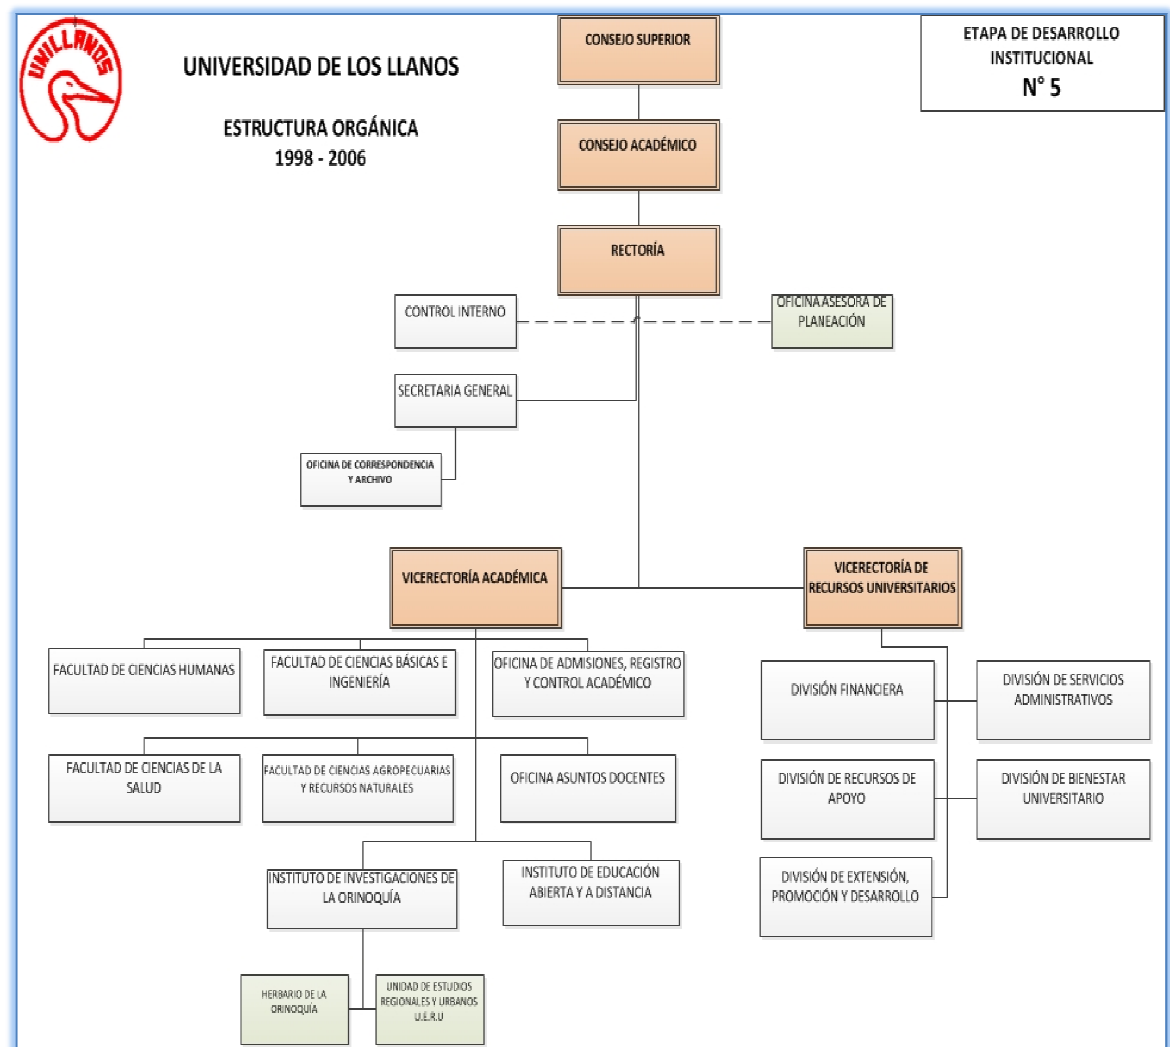 UNILLANOS
UNIVERSIDAD DE LOS LLANOS
ESTRUCTURA ORGÁNICA
1998 - 2006
ETAPA DE DESARROLLO
INSTITUCIONAL
N° 5
CONSEJO SUPERIOR
CONSEJO ACADÉMICO
RECTORÍA
CONTROL INTERNO
OFICINA ASESORA DE
PLANEACIÓN
SECRETARIA GENERAL
OFICINA DE CORRESPONDENCIA
Y ARCHIVO
VICERECTORÍA ACADÉMICA
VICERECTORÍA DE
RECURSOS UNIVERSITARIOS
FACULTAD DE CIENCIAS HUMANAS
FACULTAD DE CIENCIAS BÁSICAS E
INGENIERÍA
OFICINA DE ADMISIONES, REGISTRO
Y CONTROL ACADÉMICO
DIVISIÓN FINANCIERA
DIVISIÓN DE SERVICIOS
ADMINISTRATIVOS
FACULTAD DE CIENCIAS DE LA
SALUD
FACULTAD DE CIENCIAS AGROPECUARIAS
Y RECURSOS NATURALES
OFICINA ASUNTOS DOCENTES
DIVISIÓN DE RECURSOS DE
APOYO
DIVISIÓN DE BIENESTAR
UNIVERSITARIO
INSTITUTO DE INVESTIGACIONES DE
LA ORINOQUÍA
INSTITUTO DE EDUCACIÓN
ABIERTA Y A DISTANCIA
DIVISIÓN DE EXTENSIÓN,
PROMOCIÓN Y DESARROLLO
HERBARIO DE LA
ORINOQUÍA
UNIDAD DE ESTUDIOS
REGIONALES Y URBANOS
U.E.R.U